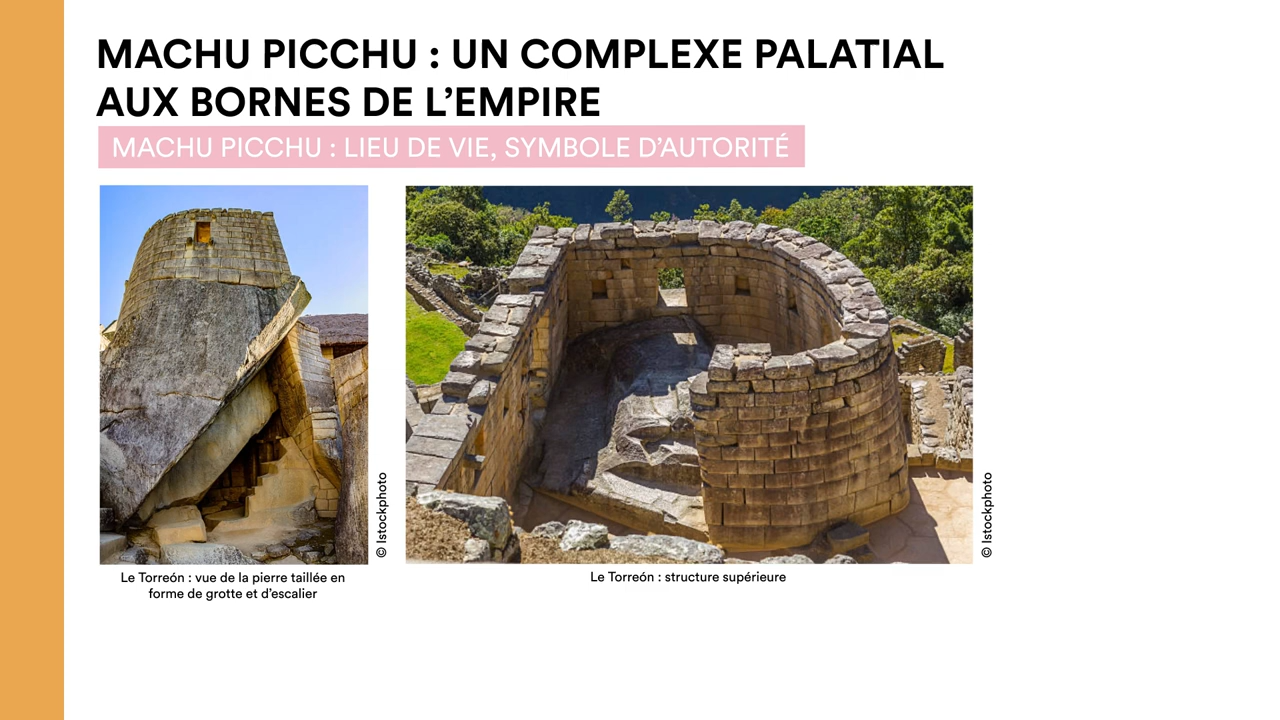 MACHU PICCHU : UN COMPLEXE PALATIAL
AUX BORNES DE L’EMPIRE
MACHU PICCHU : LIEU DE VIE, SYMBOLE D’AUTORITÉ
© Istockphoto
© Istockphoto
Le Torreón : vue de la pierre taillée en
forme de grotte et d’escalier
Le Torreón : structure supérieure